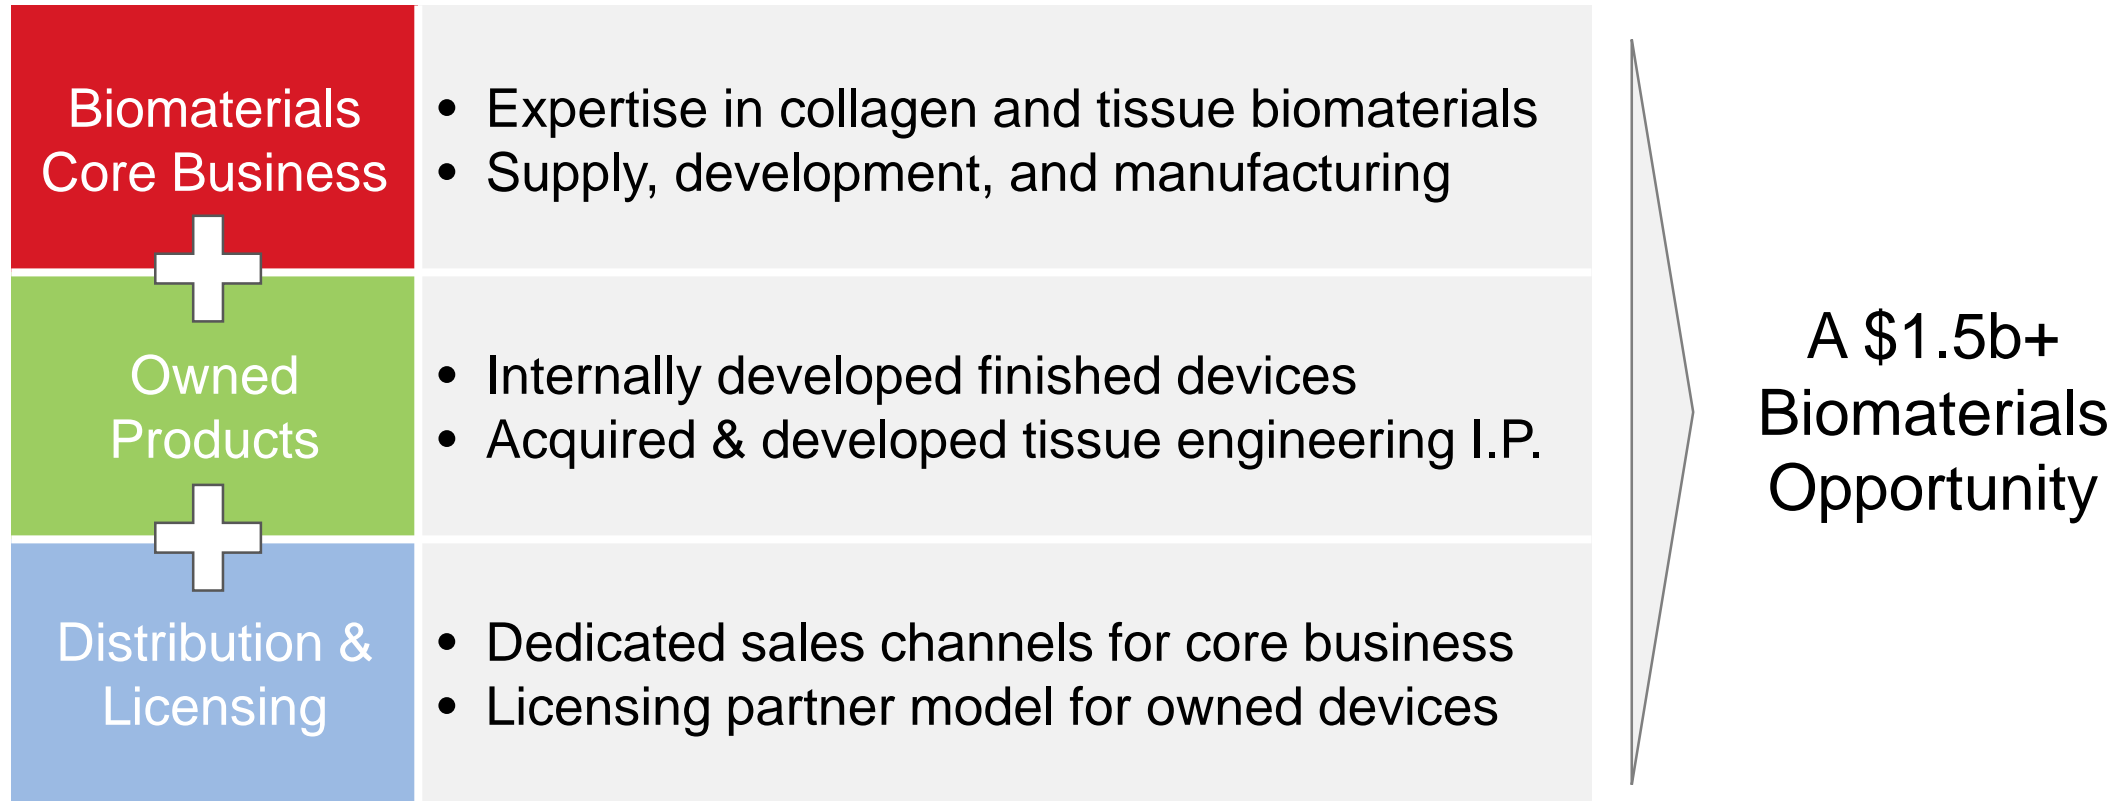 Biomaterials
Core Business
• Expertise in collagen and tissue biomaterials
• Supply, development, and manufacturing
Owned
Products
• Internally developed finished devices
• Acquired & developed tissue engineering I.P.
Distribution &
Licensing
• Dedicated sales channels for core business
• Licensing partner model for owned devices
A $1.5b+
Biomaterials
Opportunity